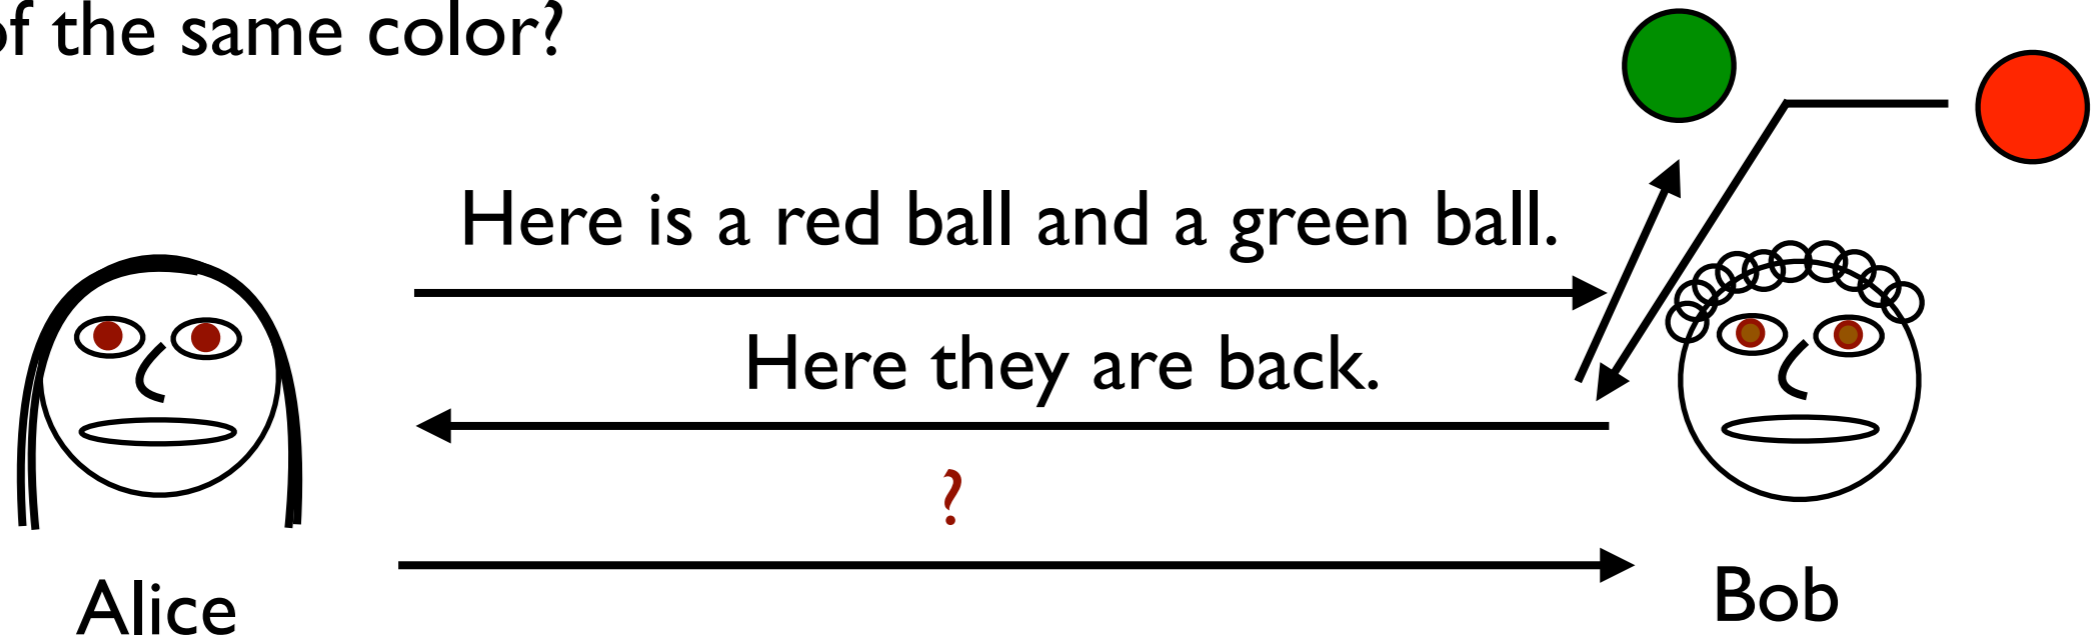 of the same color?
Here is a red ball and a green ball.
Here they are back.
?
Alice
Bob